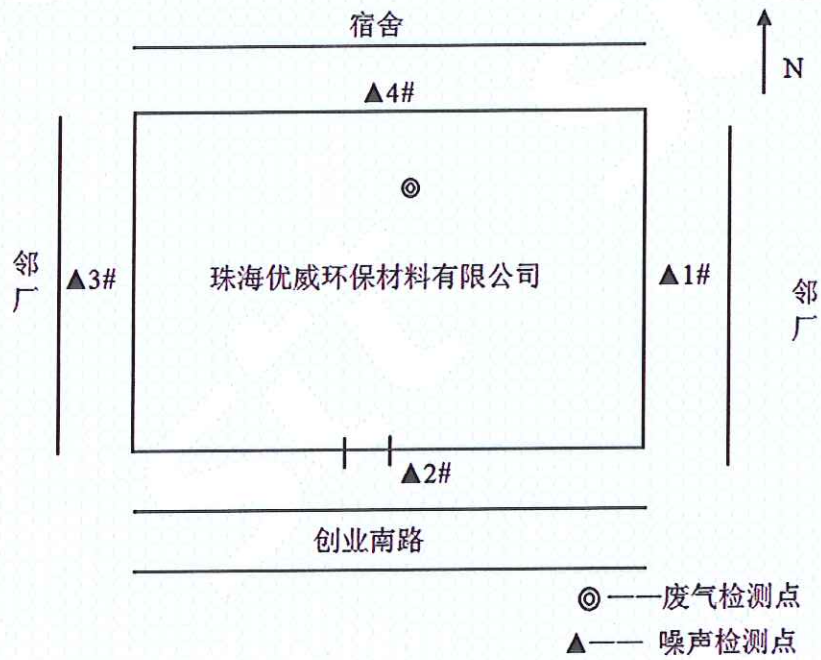 宿舍
N
▲4#
邻厂
▲3#
珠海优威环保材料有限公司
▲1#
邻厂
▲2#
创业南路
◎——废气检测点
▲—— 噪声检测点